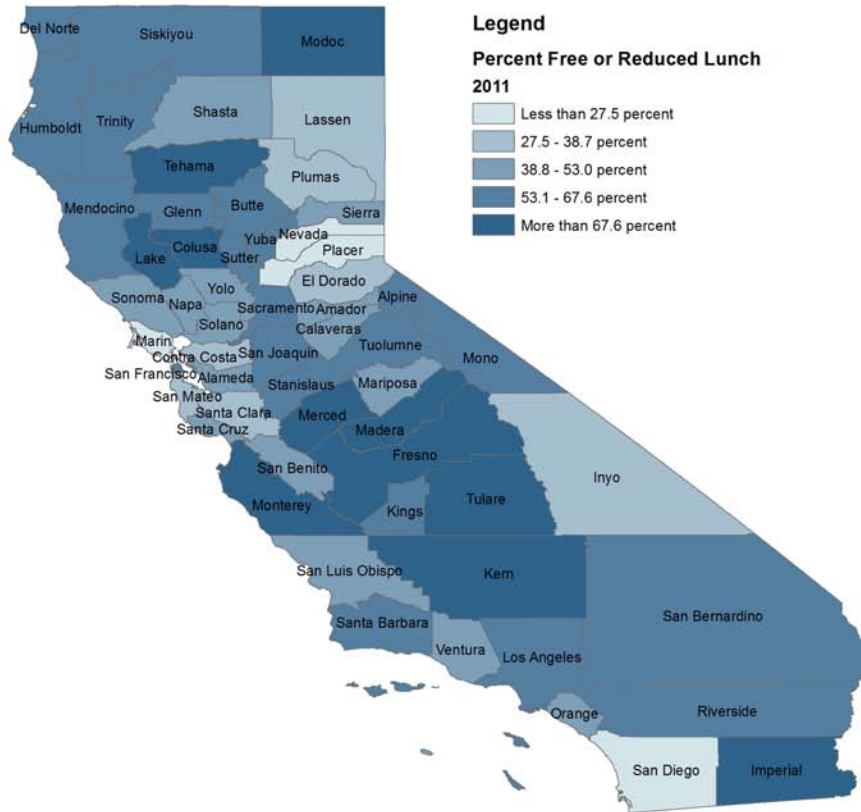 Legend
Percent Free or Reduced Lunch
2011
Less than 27.5 percent
27.5 - 38.7 percent
38.8 - 53.0 percent
53.1 - 67.6 percent
More than 67.6 percent
Del Norte
Siskiyou
Modoc
Humboldt
Trinity
Shasta
Lassen
Tehama
Plumas
Mendocino
Glenn
Butte
Sierra
Lake
Colusa
Yuba
Nevada
Sutter
Placer
El Dorado
Sonoma
Napa
Yolo
Sacramento
Amador
Alpine
Solano
Calaveras
Marin
Contra Costa
San Joaquin
Tuolumne
Mono
San Francisco
Alameda
Stanislaus
Mariposa
San Mateo
Santa Clara
Merced
Santa Cruz
Madera
San Benito
Fresno
Inyo
Monterey
Kings
Tulare
San Luis Obispo
Kern
San Bernardino
Santa Barbara
Ventura
Los Angeles
Orange
Riverside
San Diego
Imperial